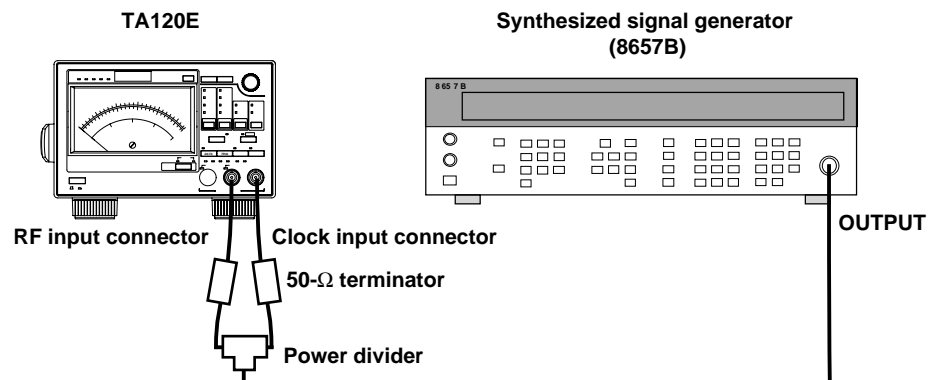 TA120E
Synthesized signal generator
(8657B)
8657B
OUTPUT
RF input connector
Clock input connector
50-Ω terminator
Power divider